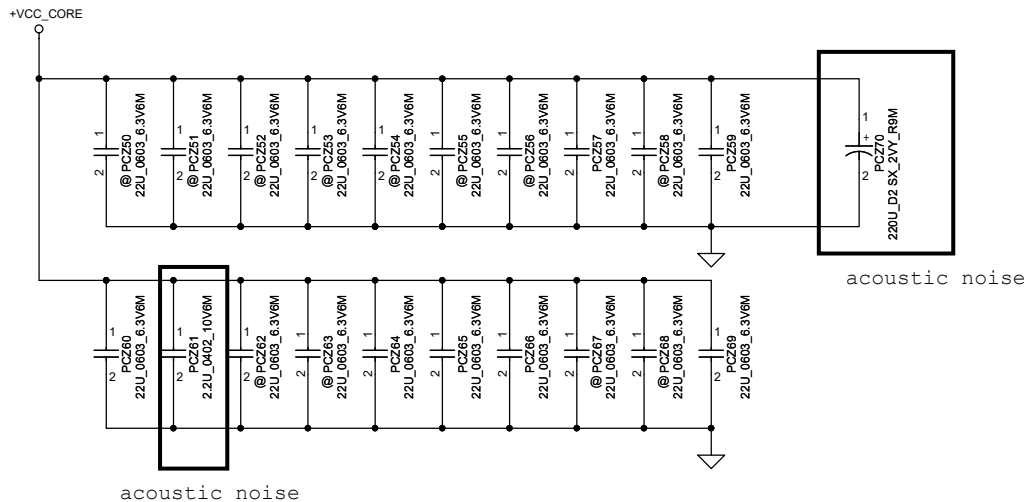 +VCC_CORE
1
2
@ PCZ50
22U_0603_6.3V6M
1
2
@ PCZ51
22U_0603_6.3V6M
1
2
@ PCZ52
22U_0603_6.3V6M
1
2
@ PCZ53
22U_0603_6.3V6M
1
2
@ PCZ54
22U_0603_6.3V6M
1
2
@ PCZ55
22U_0603_6.3V6M
1
2
@ PCZ56
22U_0603_6.3V6M
1
2
PCZ57
22U_0603_6.3V6M
1
2
@ PCZ58
22U_0603_6.3V6M
1
2
PCZ59
22U_0603_6.3V6M
1
+
2
PCZ70
220U_D2 SX_2VY_R9M
acoustic noise
1
2
PCZ60
22U_0603_6.3V6M
1
2
PCZ61
2.2U_0402_10V6M
1
2
@ PCZ62
22U_0603_6.3V6M
1
2
@ PCZ63
22U_0603_6.3V6M
1
2
PCZ64
22U_0603_6.3V6M
1
2
PCZ65
22U_0603_6.3V6M
1
2
PCZ66
22U_0603_6.3V6M
1
2
@ PCZ67
22U_0603_6.3V6M
1
2
@ PCZ68
22U_0603_6.3V6M
1
2
PCZ69
22U_0603_6.3V6M
acoustic noise